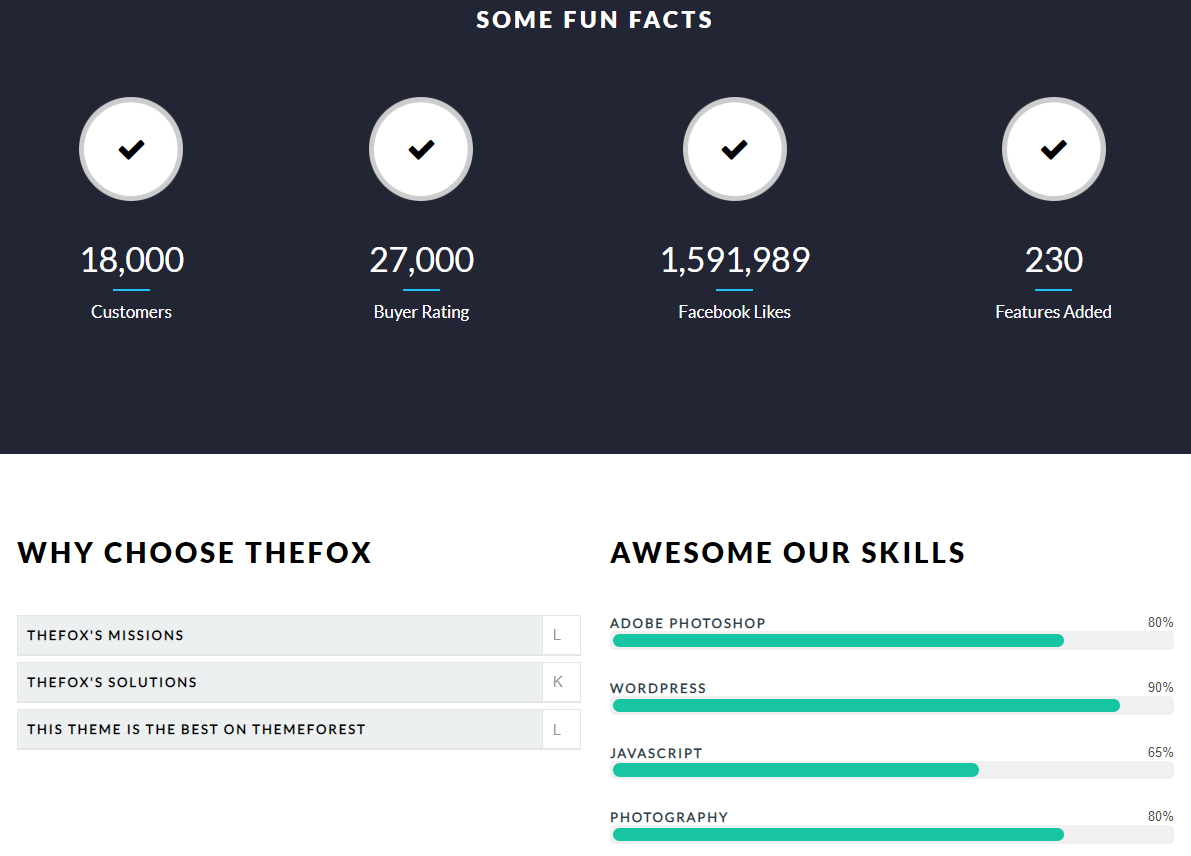 SOME FUN FACTS
18,000
Customers
27,000
Buyer Rating
1,591,989
Facebook Likes
230
Features Added
WHY CHOOSE THEFOX
THEFOX'S MISSIONS L
THEFOX'S SOLUTIONS K
THIS THEME IS THE BEST ON THEMEFOREST L
AWESOME OUR SKILLS
ADOBE PHOTOSHOP 80%
WORDPRESS 90%
JAVASCRIPT 65%
PHOTOGRAPHY 80%